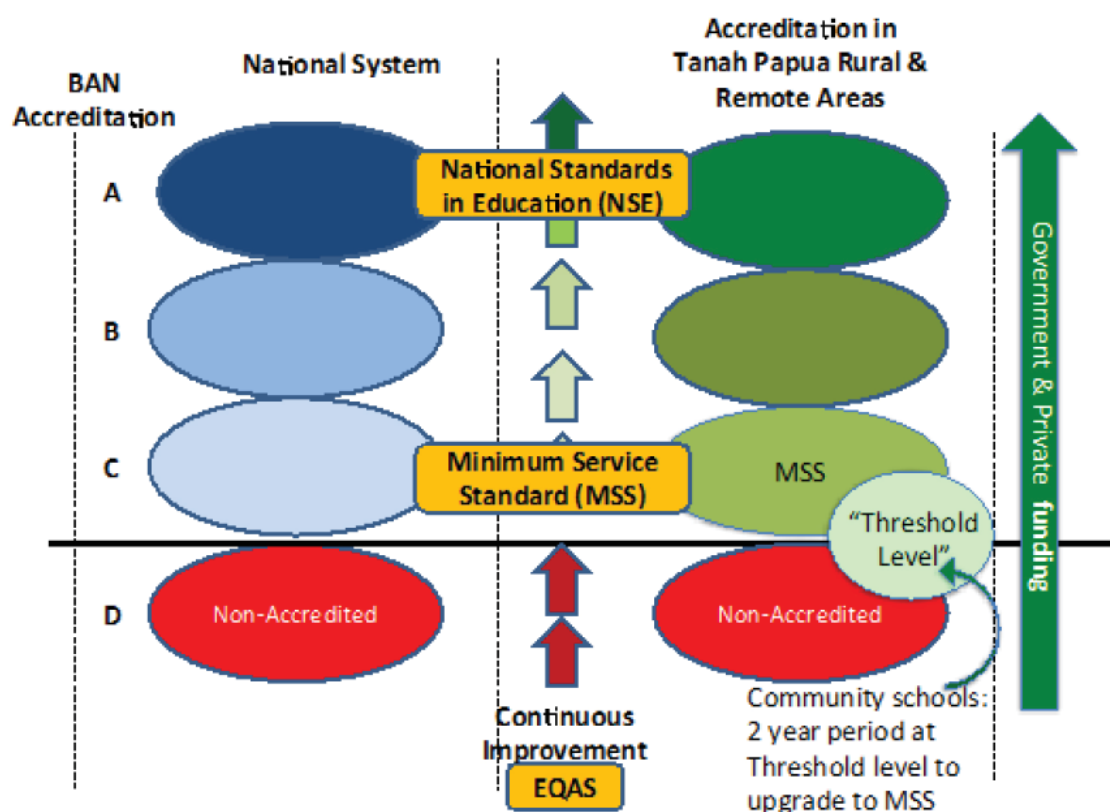 BAN
Accreditation
National System
Accreditation in
Tanah Papua Rural &
Remote Areas
A
National Standards
in Education (NSE)
B
C
Minimum Service
Standard (MSS)
MSS
"Threshold
Level"
D
Non-Accredited
Non-Accredited
Government & Private funding
Continuous
Improvement
EQAS
Community schools:
2 year period at
Threshold level to
upgrade to MSS